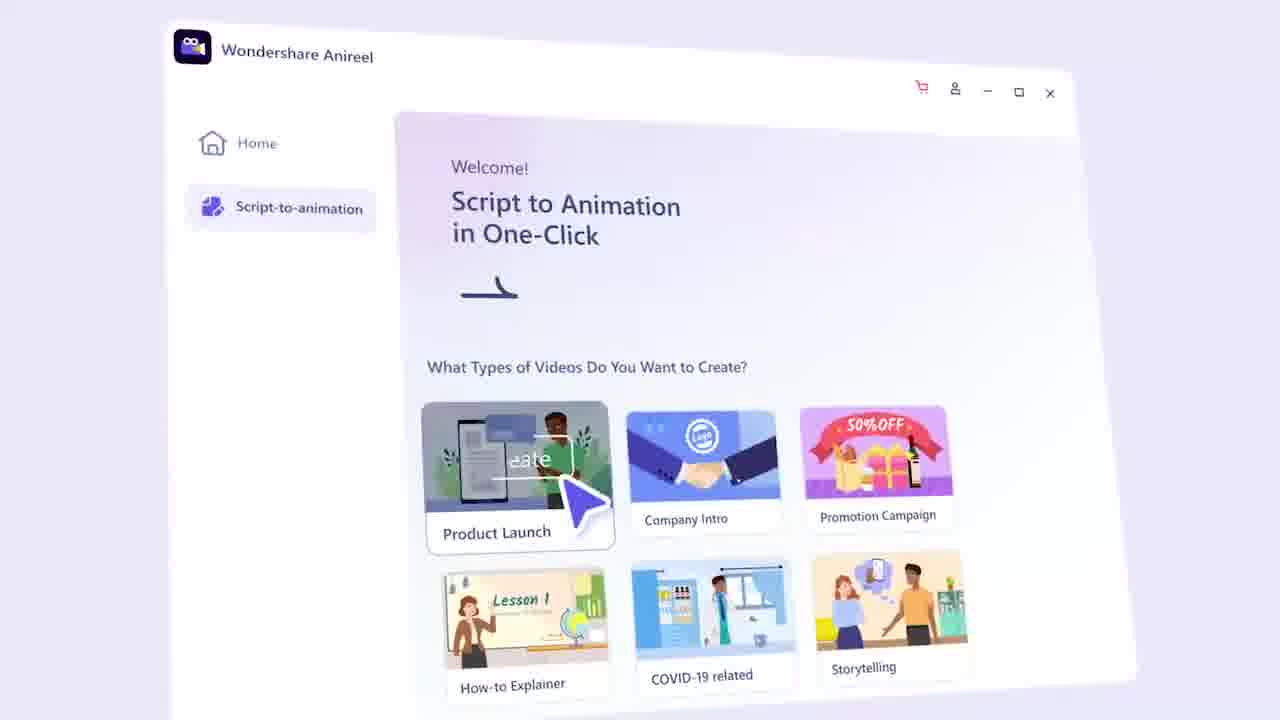 Wondershare Anireel
Home
Script-to-animation
Welcome!
Script to Animation
in One-Click
What Types of Videos Do You Want to Create?
eate
Logo
50%OFF
Product Launch
Company Intro
Promotion Campaign
Lesson 1
How-to Explainer
COVID-19 related
Storytelling